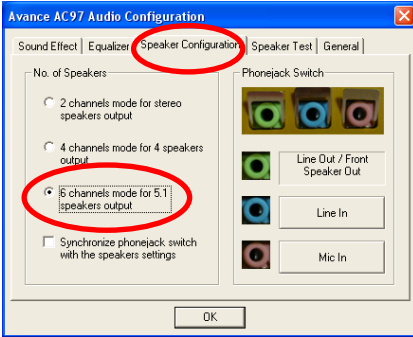 Avance AC97 Audio Configuration
Sound Effect
Equalizer
Speaker Configuration
Speaker Test
General
No. of Speakers
2 channels mode for stereo
speakers output
4 channels mode for 4 speakers
output
6 channels mode for 5.1
speakers output
Synchronize phonejack switch
with the speakers settings
Phonejack Switch
Line Out / Front
Speaker Out
Line In
Mic In
OK